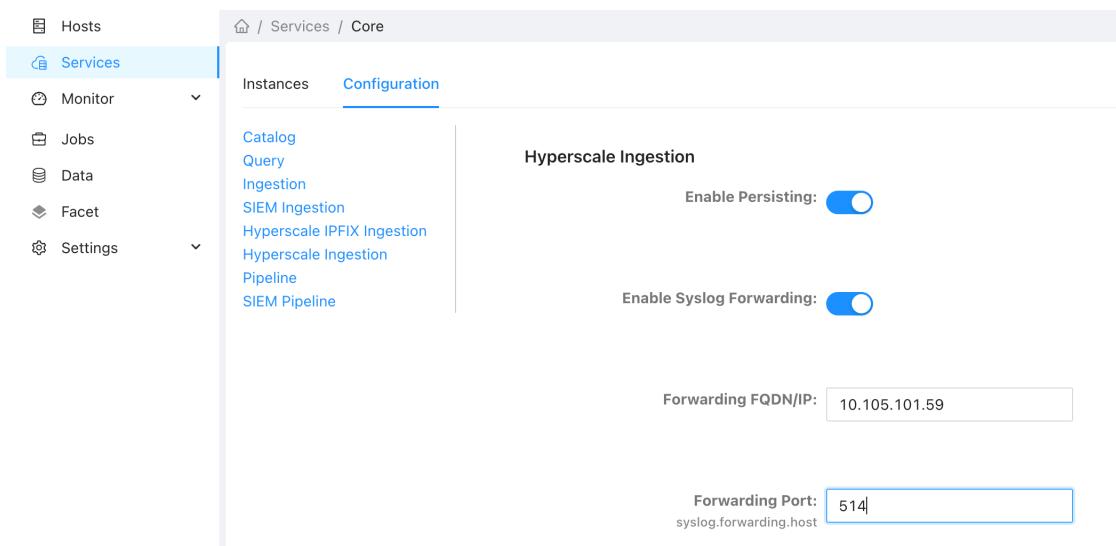 Hosts
Services
Monitor
Jobs
Data
Facet
Settings
/ Services / Core
Instances Configuration
Catalog
Query
Ingestion
SIEM Ingestion
Hyperscale IPFIX Ingestion
Hyperscale Ingestion
Pipeline
SIEM Pipeline
Hyperscale Ingestion
Enable Persisting:
Enable Syslog Forwarding:
Forwarding FQDN/IP: 10.105.101.59
Forwarding Port: 514
syslog.forwarding.host